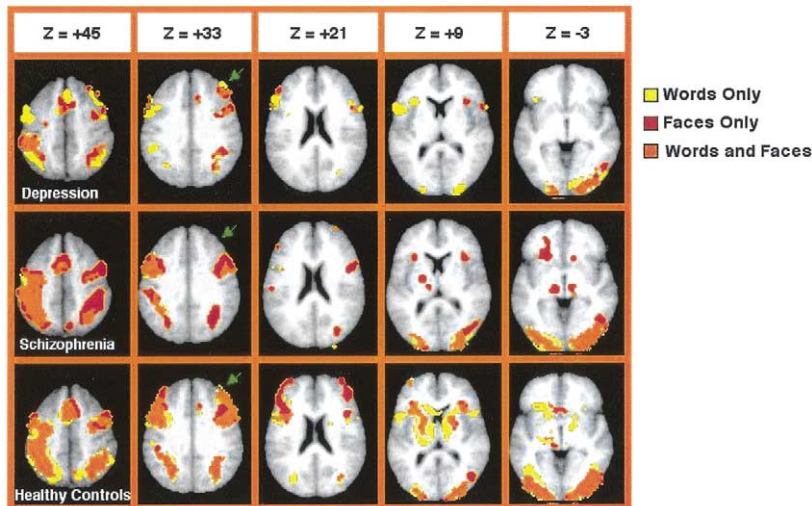 Z = +45
Z = +33
Z = +21
Z = +9
Z = -3
Words Only
Faces Only
Words and Faces
Depression
Schizophrenia
Healthy Controls